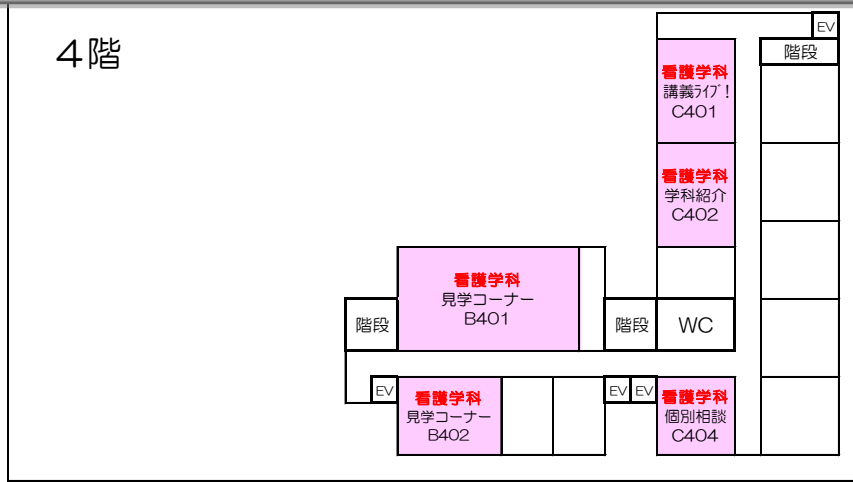 4階
EV
階段
看護学科
講義ﾗｲﾌﾞ!
C401
看護学科
学科紹介
C402
看護学科
見学コーナー
B401
階段
階段
WC
EV
看護学科
見学コーナー
B402
EV
EV
看護学科
個別相談
C404